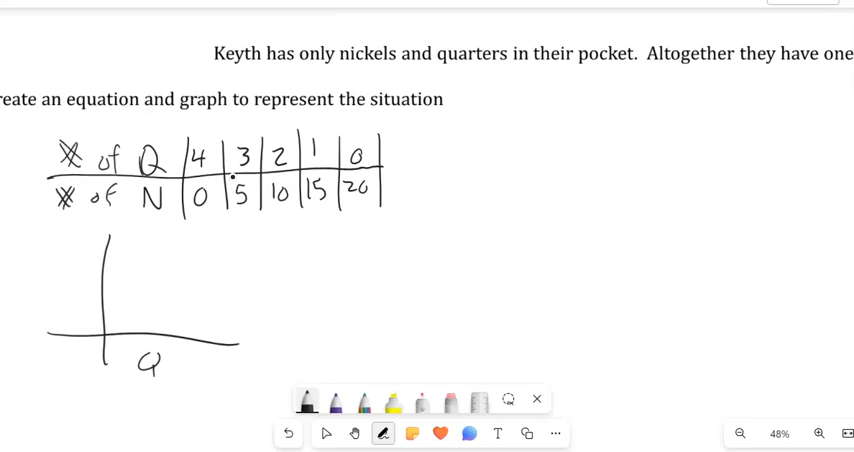 Keyth has only nickels and quarters in their pocket. Altogether they have one
reate an equation and graph to represent the situation
# of Q 4 3 2 1 0
# of N 0 5 10 15 20
Q
T
48%